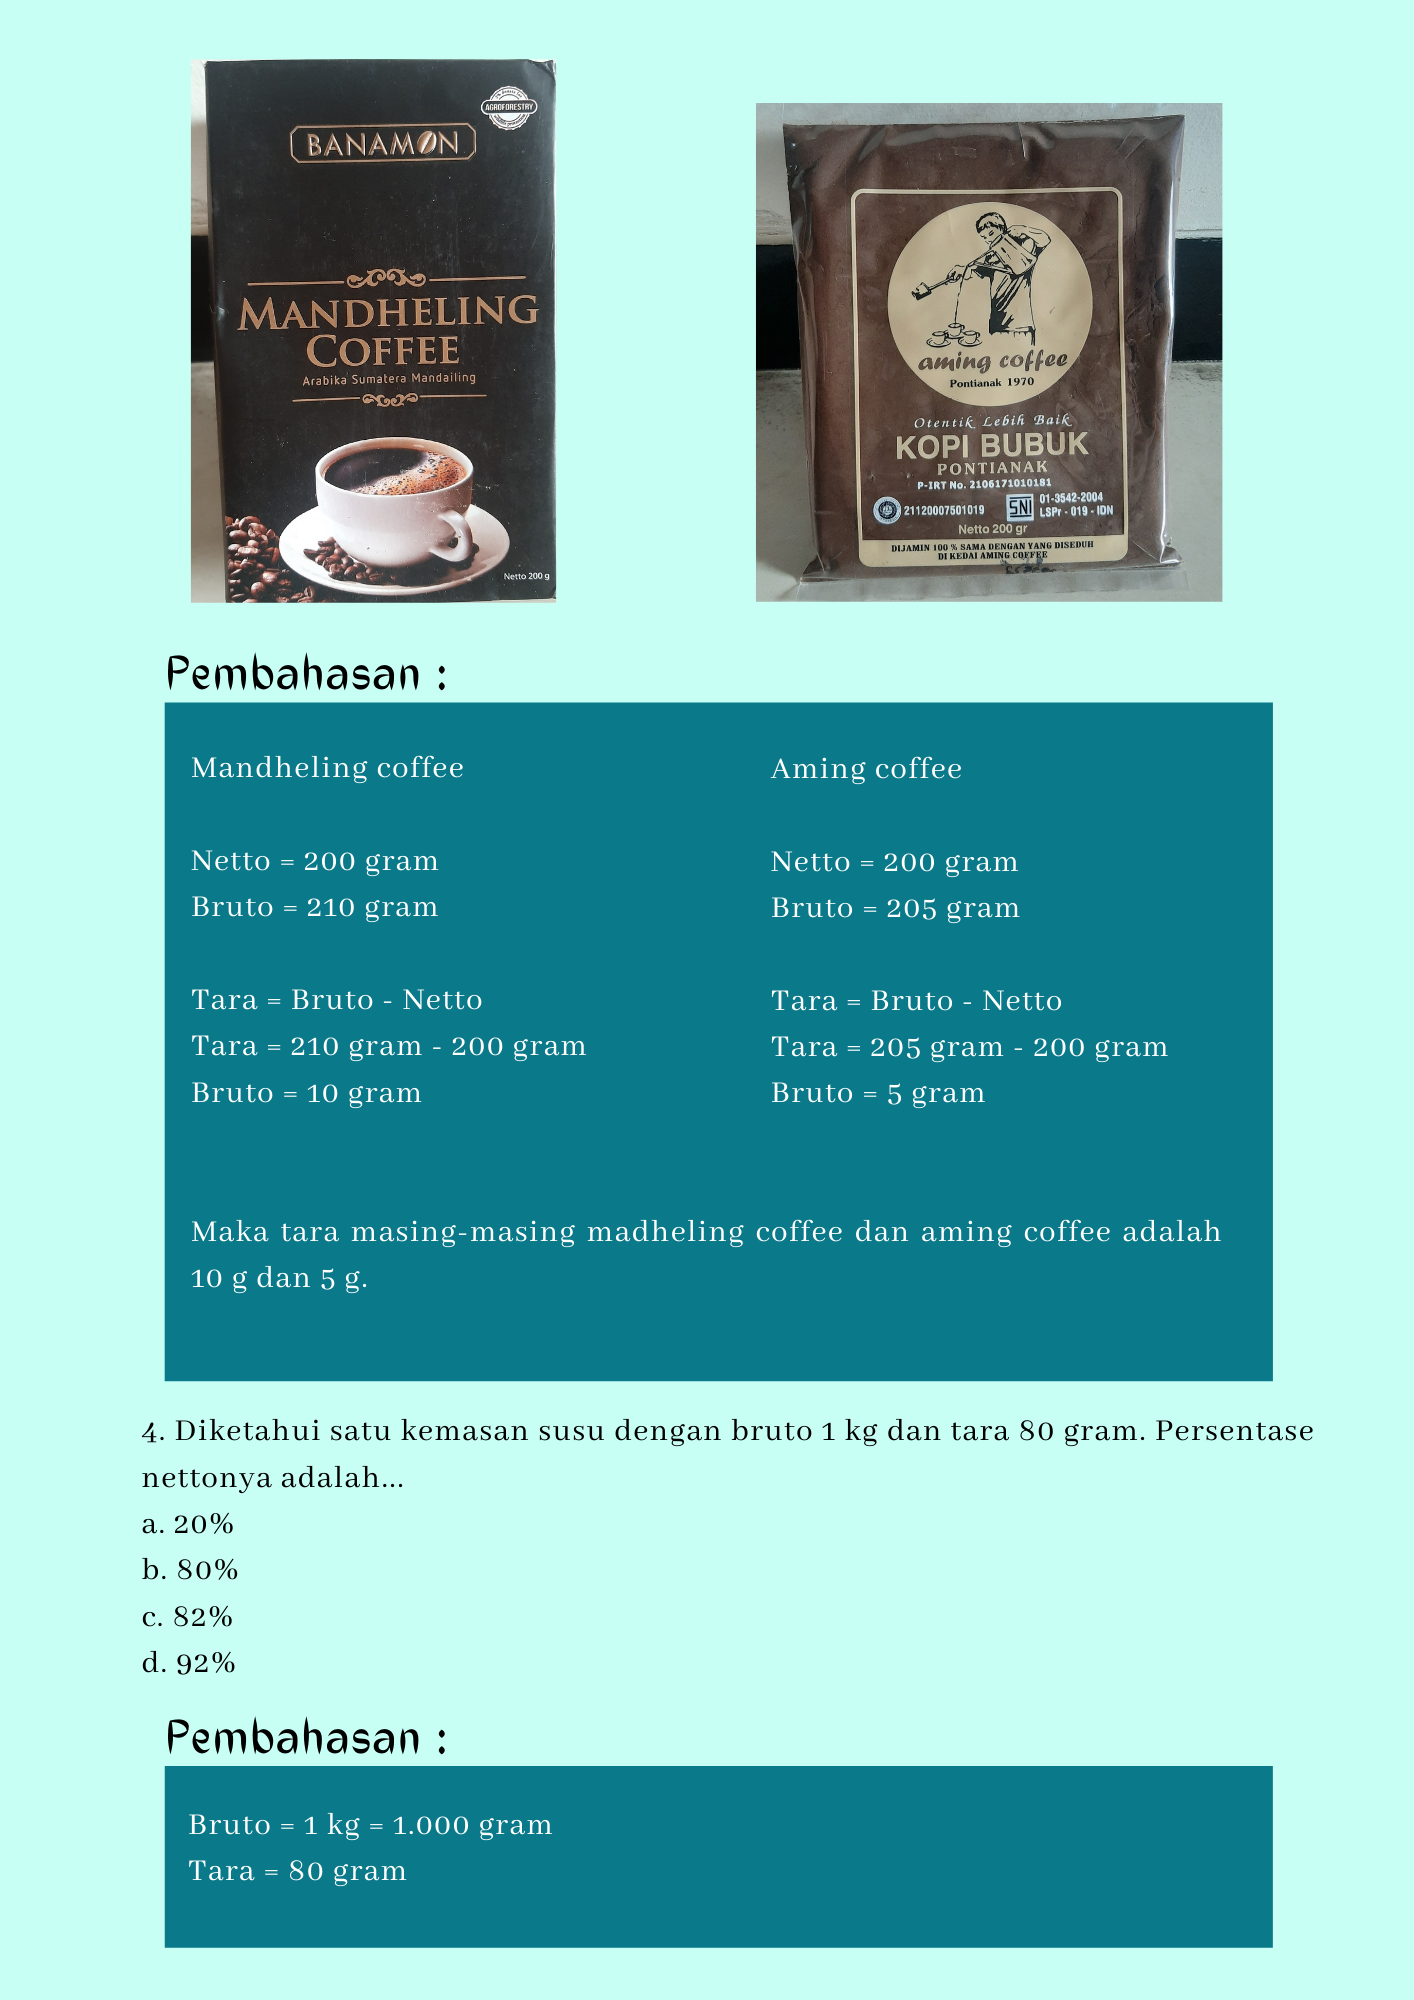 AGROFORESTRY
BANAMON
MANDHELING
COFFEE
Arabika Sumatera Mandailing
Netto 200 g
aming coffee
Pontianak 1970
Otentik Lebih Baik
KOPI BUBUK
PONTIANAK
P-IRT No. 2106171010181
21120007501019
SNI
01-3542-2004
LSPr - 019 - IDN
Netto 200 gr
DIJAMIN 100 % SAMA DENGAN YANG DISEDUH
DI KEDAI AMING COFFEE
Pembahasan :
Mandheling coffee
Netto = 200 gram
Bruto = 210 gram
Tara = Bruto - Netto
Tara = 210 gram - 200 gram
Bruto = 10 gram
Aming coffee
Netto = 200 gram
Bruto = 205 gram
Tara = Bruto - Netto
Tara = 205 gram - 200 gram
Bruto = 5 gram
Maka tara masing-masing madheling coffee dan aming coffee adalah
10 g dan 5 g.
4. Diketahui satu kemasan susu dengan bruto 1 kg dan tara 80 gram. Persentase
nettonya adalah...
a. 20%
b. 80%
c. 82%
d. 92%
Pembahasan :
Bruto = 1 kg = 1.000 gram
Tara = 80 gram